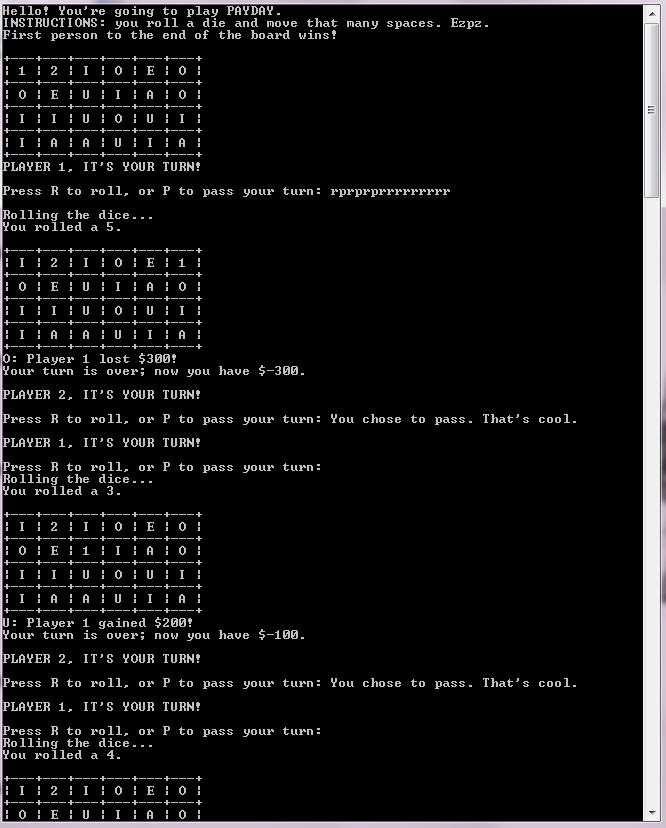 Hello! You're going to play PAYDAY.
INSTRUCTIONS: you roll a die and move that many spaces. Ezpz.
First person to the end of the board wins!
+---+---+---+---+---+---+
¦ 1 ¦ 2 ¦ I ¦ O ¦ E ¦ O ¦
+---+---+---+---+---+---+
¦ O ¦ E ¦ U ¦ I ¦ A ¦ O ¦
+---+---+---+---+---+---+
¦ I ¦ I ¦ U ¦ O ¦ U ¦ I ¦
+---+---+---+---+---+---+
¦ I ¦ A ¦ A ¦ U ¦ I ¦ A ¦
+---+---+---+---+---+---+
PLAYER 1, IT'S YOUR TURN!
Press R to roll, or P to pass your turn: rprprprrrrrrrrr
Rolling the dice...
You rolled a 5.
+---+---+---+---+---+---+
¦ I ¦ 2 ¦ I ¦ O ¦ E ¦ 1 ¦
+---+---+---+---+---+---+
¦ O ¦ E ¦ U ¦ I ¦ A ¦ O ¦
+---+---+---+---+---+---+
¦ I ¦ I ¦ U ¦ O ¦ U ¦ I ¦
+---+---+---+---+---+---+
¦ I ¦ A ¦ A ¦ U ¦ I ¦ A ¦
+---+---+---+---+---+---+
O: Player 1 lost $300!
Your turn is over; now you have $-300.
PLAYER 2, IT'S YOUR TURN!
Press R to roll, or P to pass your turn: You chose to pass. That's cool.
PLAYER 1, IT'S YOUR TURN!
Press R to roll, or P to pass your turn:
Rolling the dice...
You rolled a 3.
+---+---+---+---+---+---+
¦ I ¦ 2 ¦ I ¦ O ¦ E ¦ O ¦
+---+---+---+---+---+---+
¦ O ¦ E ¦ 1 ¦ I ¦ A ¦ O ¦
+---+---+---+---+---+---+
¦ I ¦ I ¦ U ¦ O ¦ U ¦ I ¦
+---+---+---+---+---+---+
¦ I ¦ A ¦ A ¦ U ¦ I ¦ A ¦
+---+---+---+---+---+---+
U: Player 1 gained $200!
Your turn is over; now you have $-100.
PLAYER 2, IT'S YOUR TURN!
Press R to roll, or P to pass your turn: You chose to pass. That's cool.
PLAYER 1, IT'S YOUR TURN!
Press R to roll, or P to pass your turn:
Rolling the dice...
You rolled a 4.
+---+---+---+---+---+---+
¦ I ¦ 2 ¦ I ¦ O ¦ E ¦ O ¦
+---+---+---+---+---+---+
¦ O ¦ E ¦ U ¦ I ¦ A ¦ O ¦